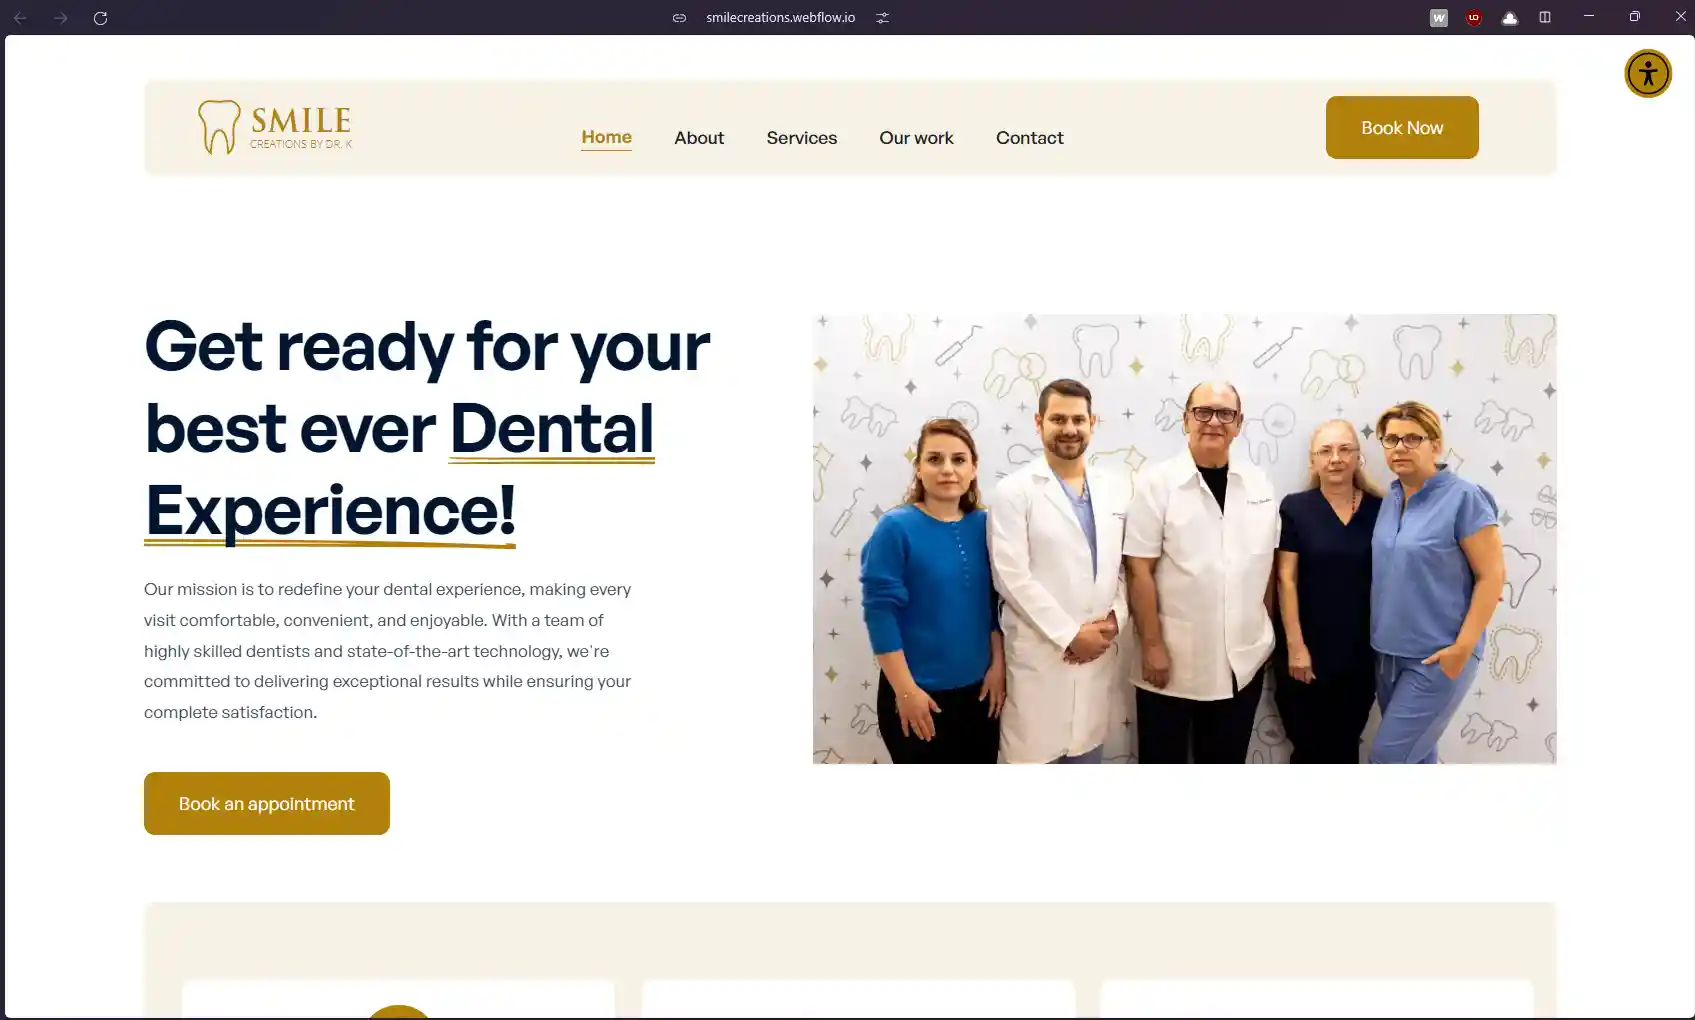 smilecreations.webflow.io
SMILE
CREATIONS BY DR. K
Home
About
Services
Our work
Contact
Book Now
Get ready for your
best ever Dental
Experience!
Our mission is to redefine your dental experience, making every
visit comfortable, convenient, and enjoyable. With a team of
highly skilled dentists and state-of-the-art technology, we're
committed to delivering exceptional results while ensuring your
complete satisfaction.
Book an appointment